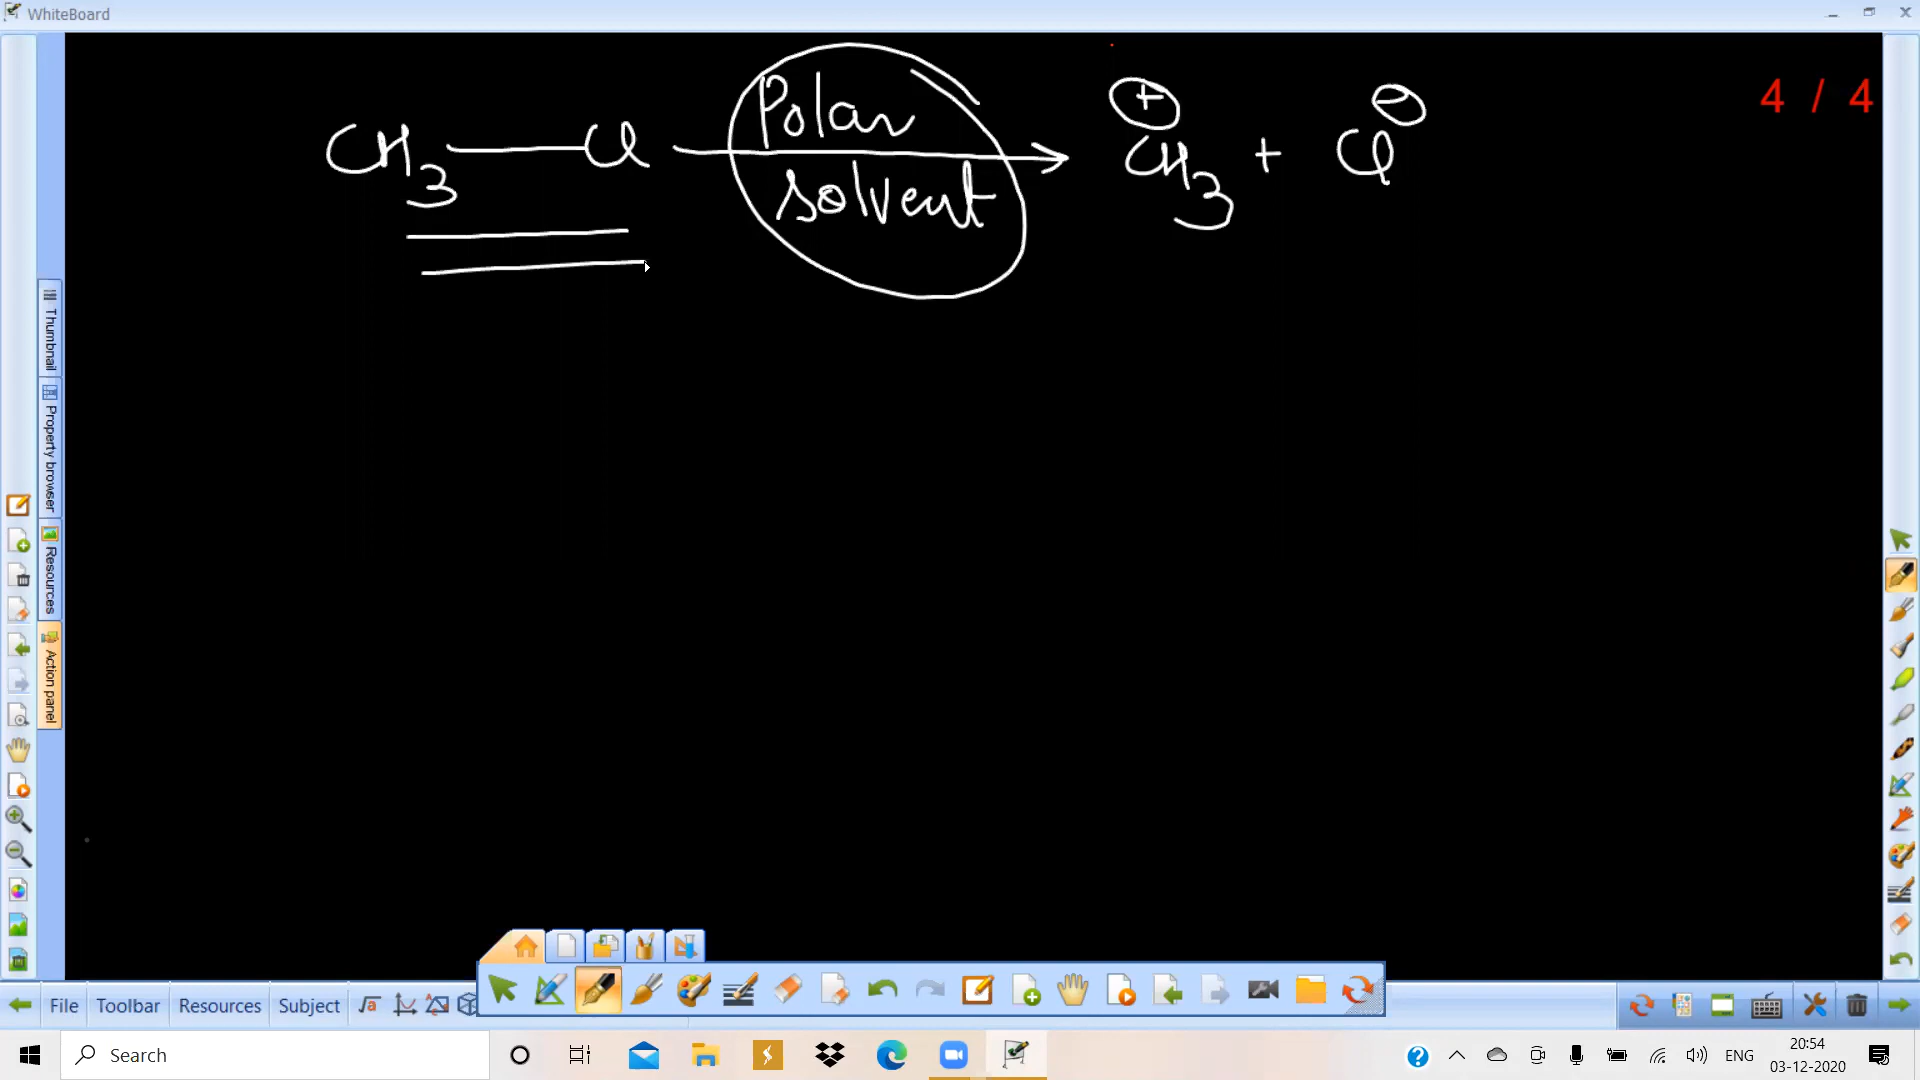 WhiteBoard
4 / 4
CH3 — Cl Polar solvent → CH3⊕ + Cl⊖
Thumbnail
Property browser
Resources
Action panel
File Toolbar Resources Subject
Search
ENG
20:54
03-12-2020